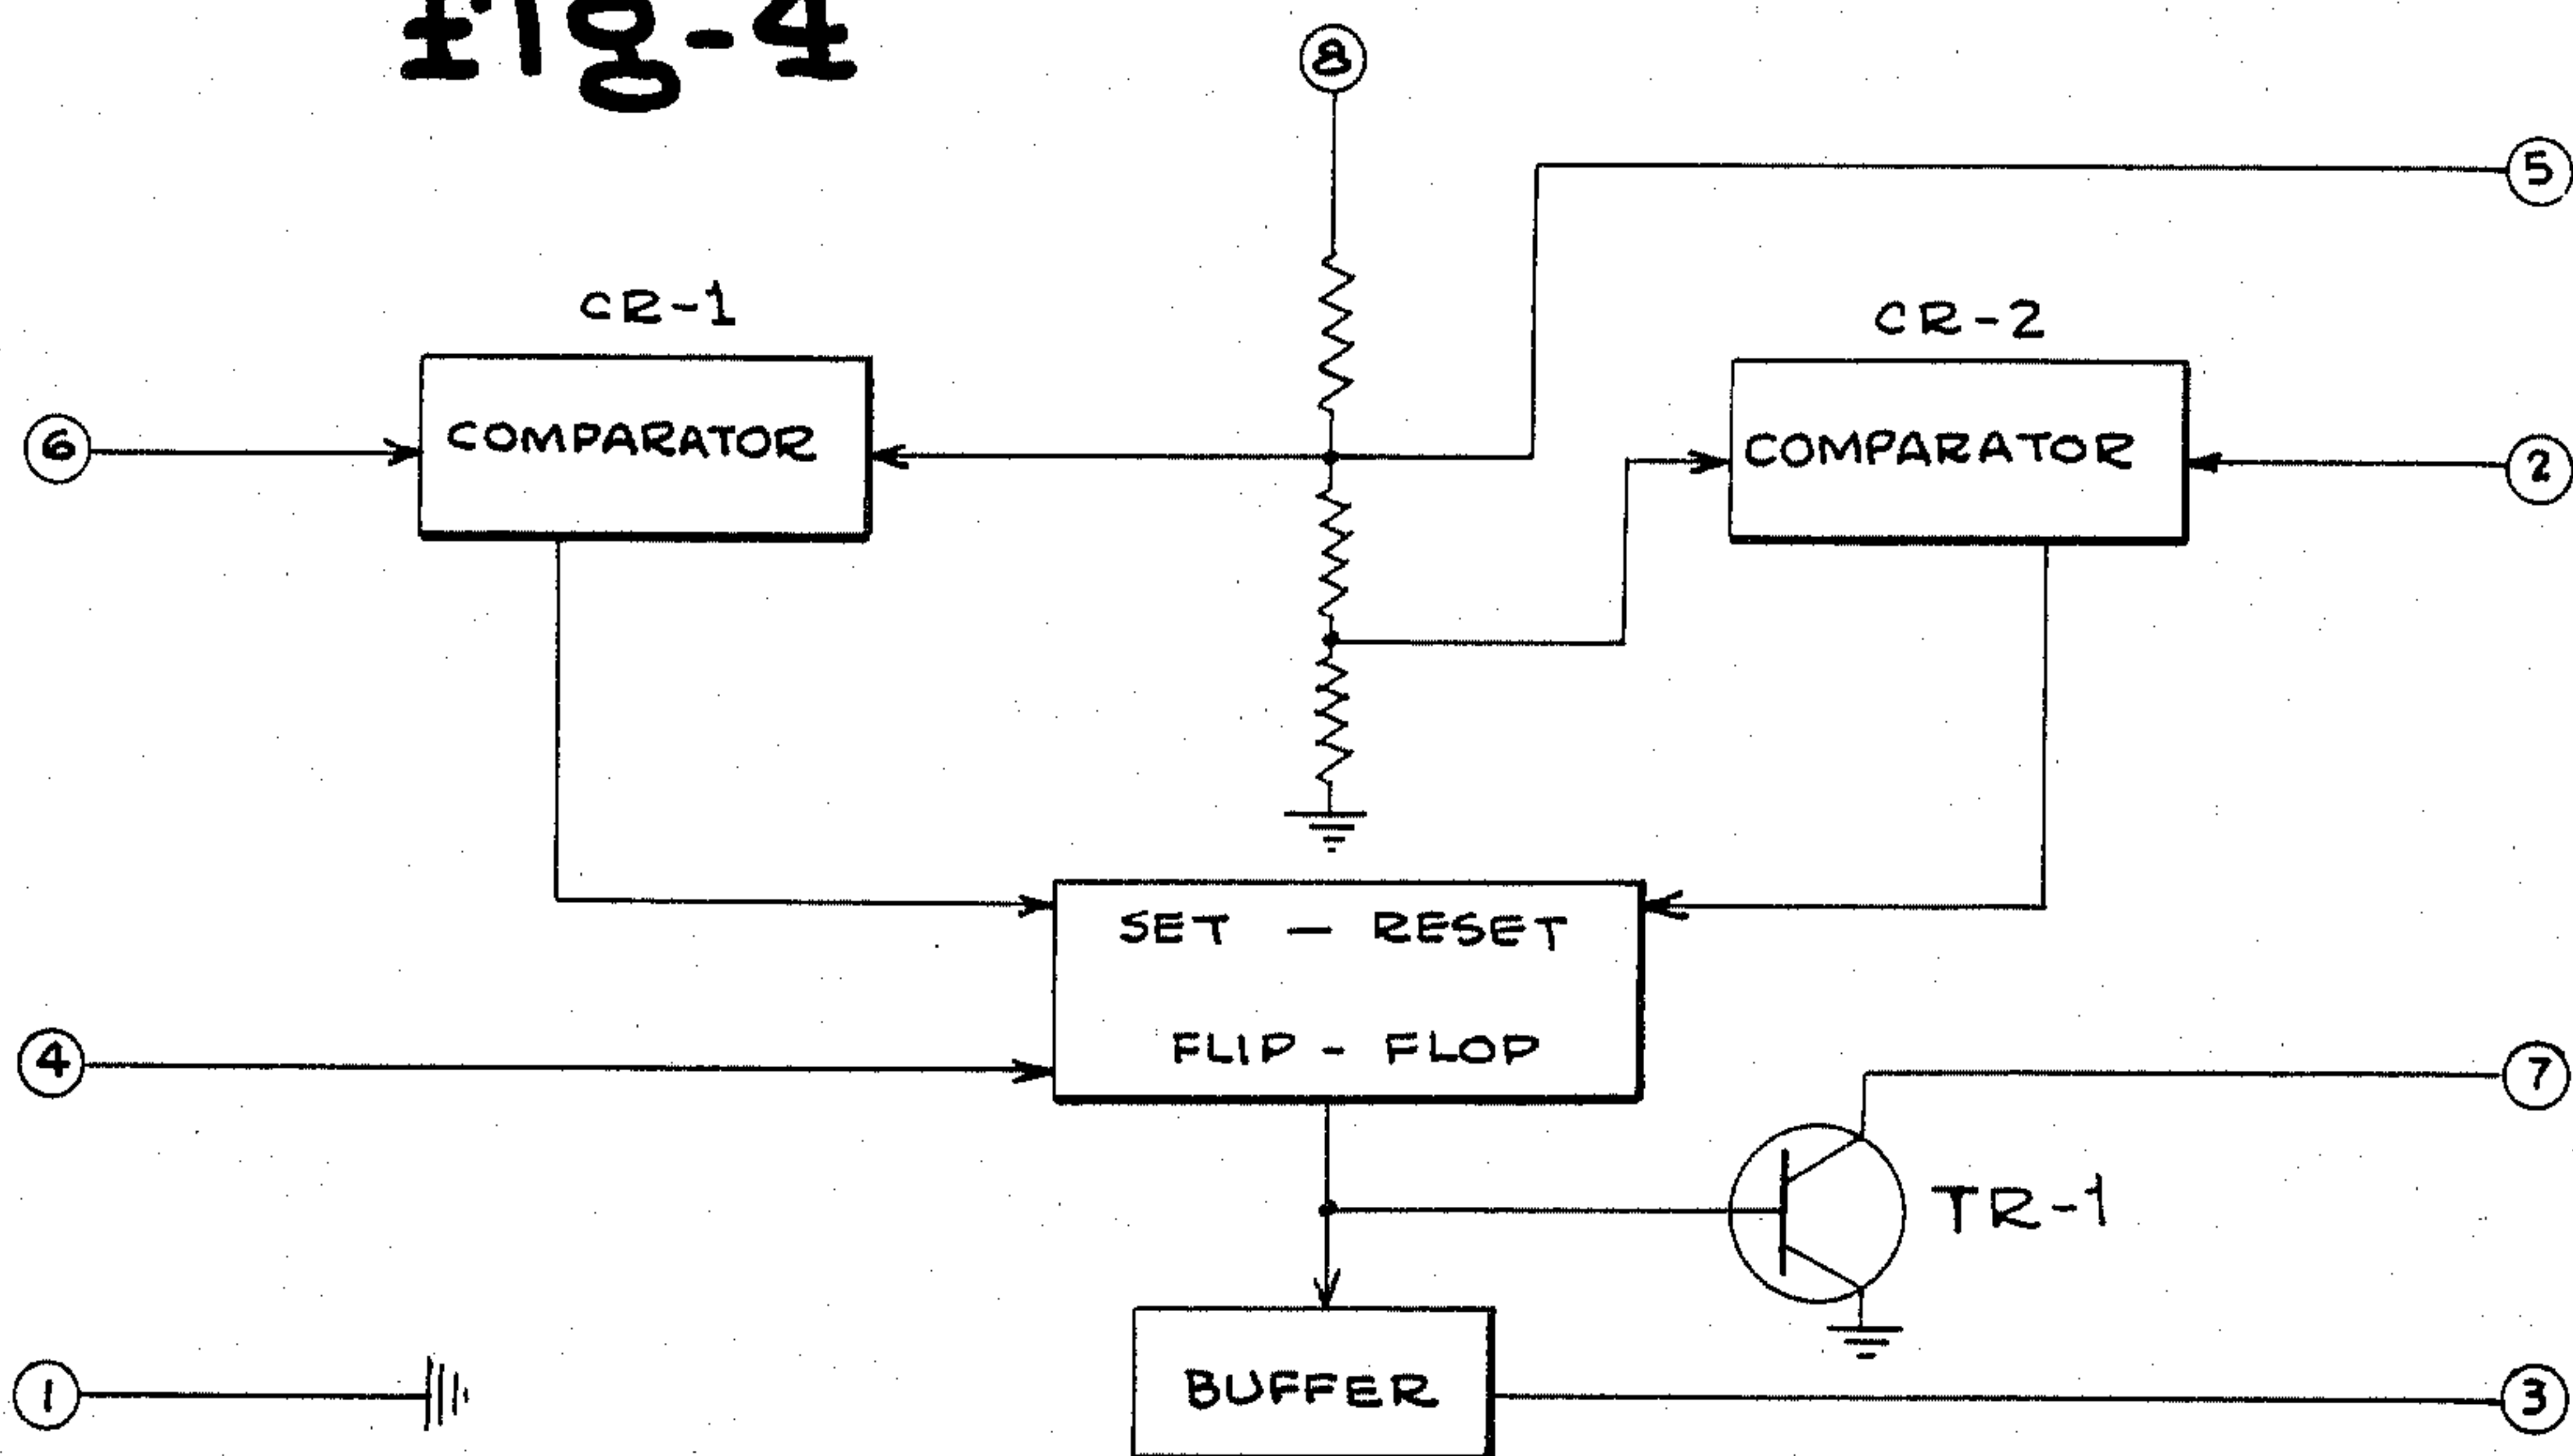 Fig-4
8
5
CR-1
CR-2
6
COMPARATOR
COMPARATOR
2
SET - RESET
FLIP - FLOP
4
7
TR-1
1
BUFFER
3